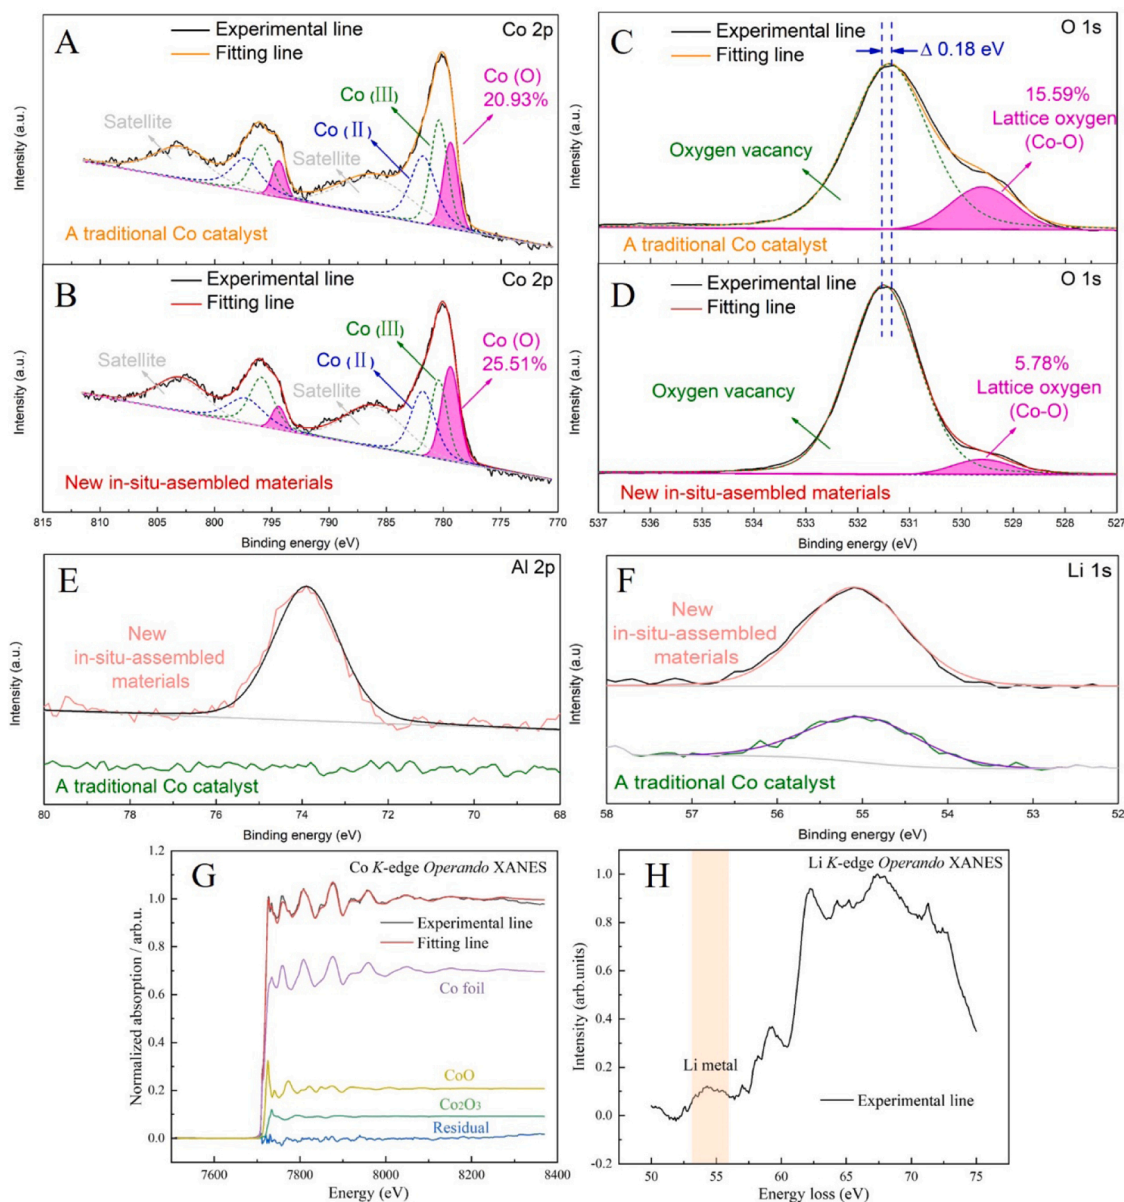 A
Experimental line
Fitting line
Co 2p
Co (O)
20.93%
Co (III)
Co (II)
Satellite
Satellite
A traditional Co catalyst
Intensity (a.u.)
B
Experimental line
Fitting line
Co 2p
Co (O)
25.51%
Co (III)
Co (II)
Satellite
Satellite
New in-situ-asembled materials
Intensity (a.u.)
815 810 805 800 795 790 785 780 775 770
Binding energy (eV)
C
Experimental line
Fitting line
O 1s
Δ 0.18 eV
15.59%
Lattice oxygen
(Co-O)
Oxygen vacancy
A traditional Co catalyst
Intensity (a.u.)
D
Experimental line
Fitting line
O 1s
5.78%
Lattice oxygen
(Co-O)
Oxygen vacancy
New in-situ-asembled materials
Intensity (a.u.)
537 536 535 534 533 532 531 530 529 528 527
Binding energy (eV)
E
Al 2p
New
in-situ-assembled
materials
A traditional Co catalyst
Intensity (a.u.)
80 78 76 74 72 70 68
Binding energy (eV)
F
Li 1s
New
in-situ-assembled
materials
A traditional Co catalyst
Intensity (a.u)
58 57 56 55 54 53 52
Binding energy (eV)
G
Co K-edge Operando XANES
Experimental line
Fitting line
Co foil
CoO
Co₂O₃
Residual
Normalized absorption / arb.u.
1.2
1.0
0.8
0.6
0.4
0.2
0.0
7600 7800 8000 8200 8400
Energy (eV)
H
Li K-edge Operando XANES
Li metal
Experimental line
Intensity (arb.units)
1.0
0.8
0.6
0.4
0.2
0.0
-0.2
50 55 60 65 70 75
Energy loss (eV)